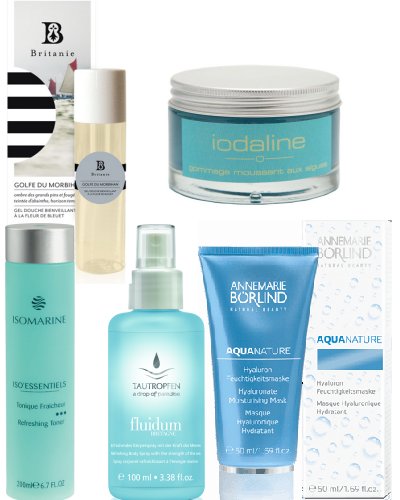 B
Britanie
GOLFE DU MORBIHAN
GEL DOUCHE BIENVEILLANT
À LA FLEUR DE BLEUET
B
Britanie
GOLFE DU MORBIHAN
iodaline
gommage moussant aux algues
ISOMARINE
ISO'ESSENTIELS
Tonique Fraîcheur
Refreshing Toner
200ml e 6.7 fl. oz
TAUTROPFEN
a drop of paradise
fluidum
BRETAGNE
e 100 ml • 3.38 fl. oz.
ANNEMARIE
BÖRLIND
NATURAL BEAUTY
AQUANATURE
Hyaluron
Feuchtigkeitsmaske
Hyaluronate
Moisturising Mask
Masque
Hyaluronique
Hydratant
e 50 ml/1.69 fl.oz.
ANNEMARIE
BÖRLIND
NATURAL BEAUTY
AQUANATURE
Hyaluron
Feuchtigkeitsmaske
Masque Hyaluronique
Hydratant
e 50 ml/1.69 fl.oz.